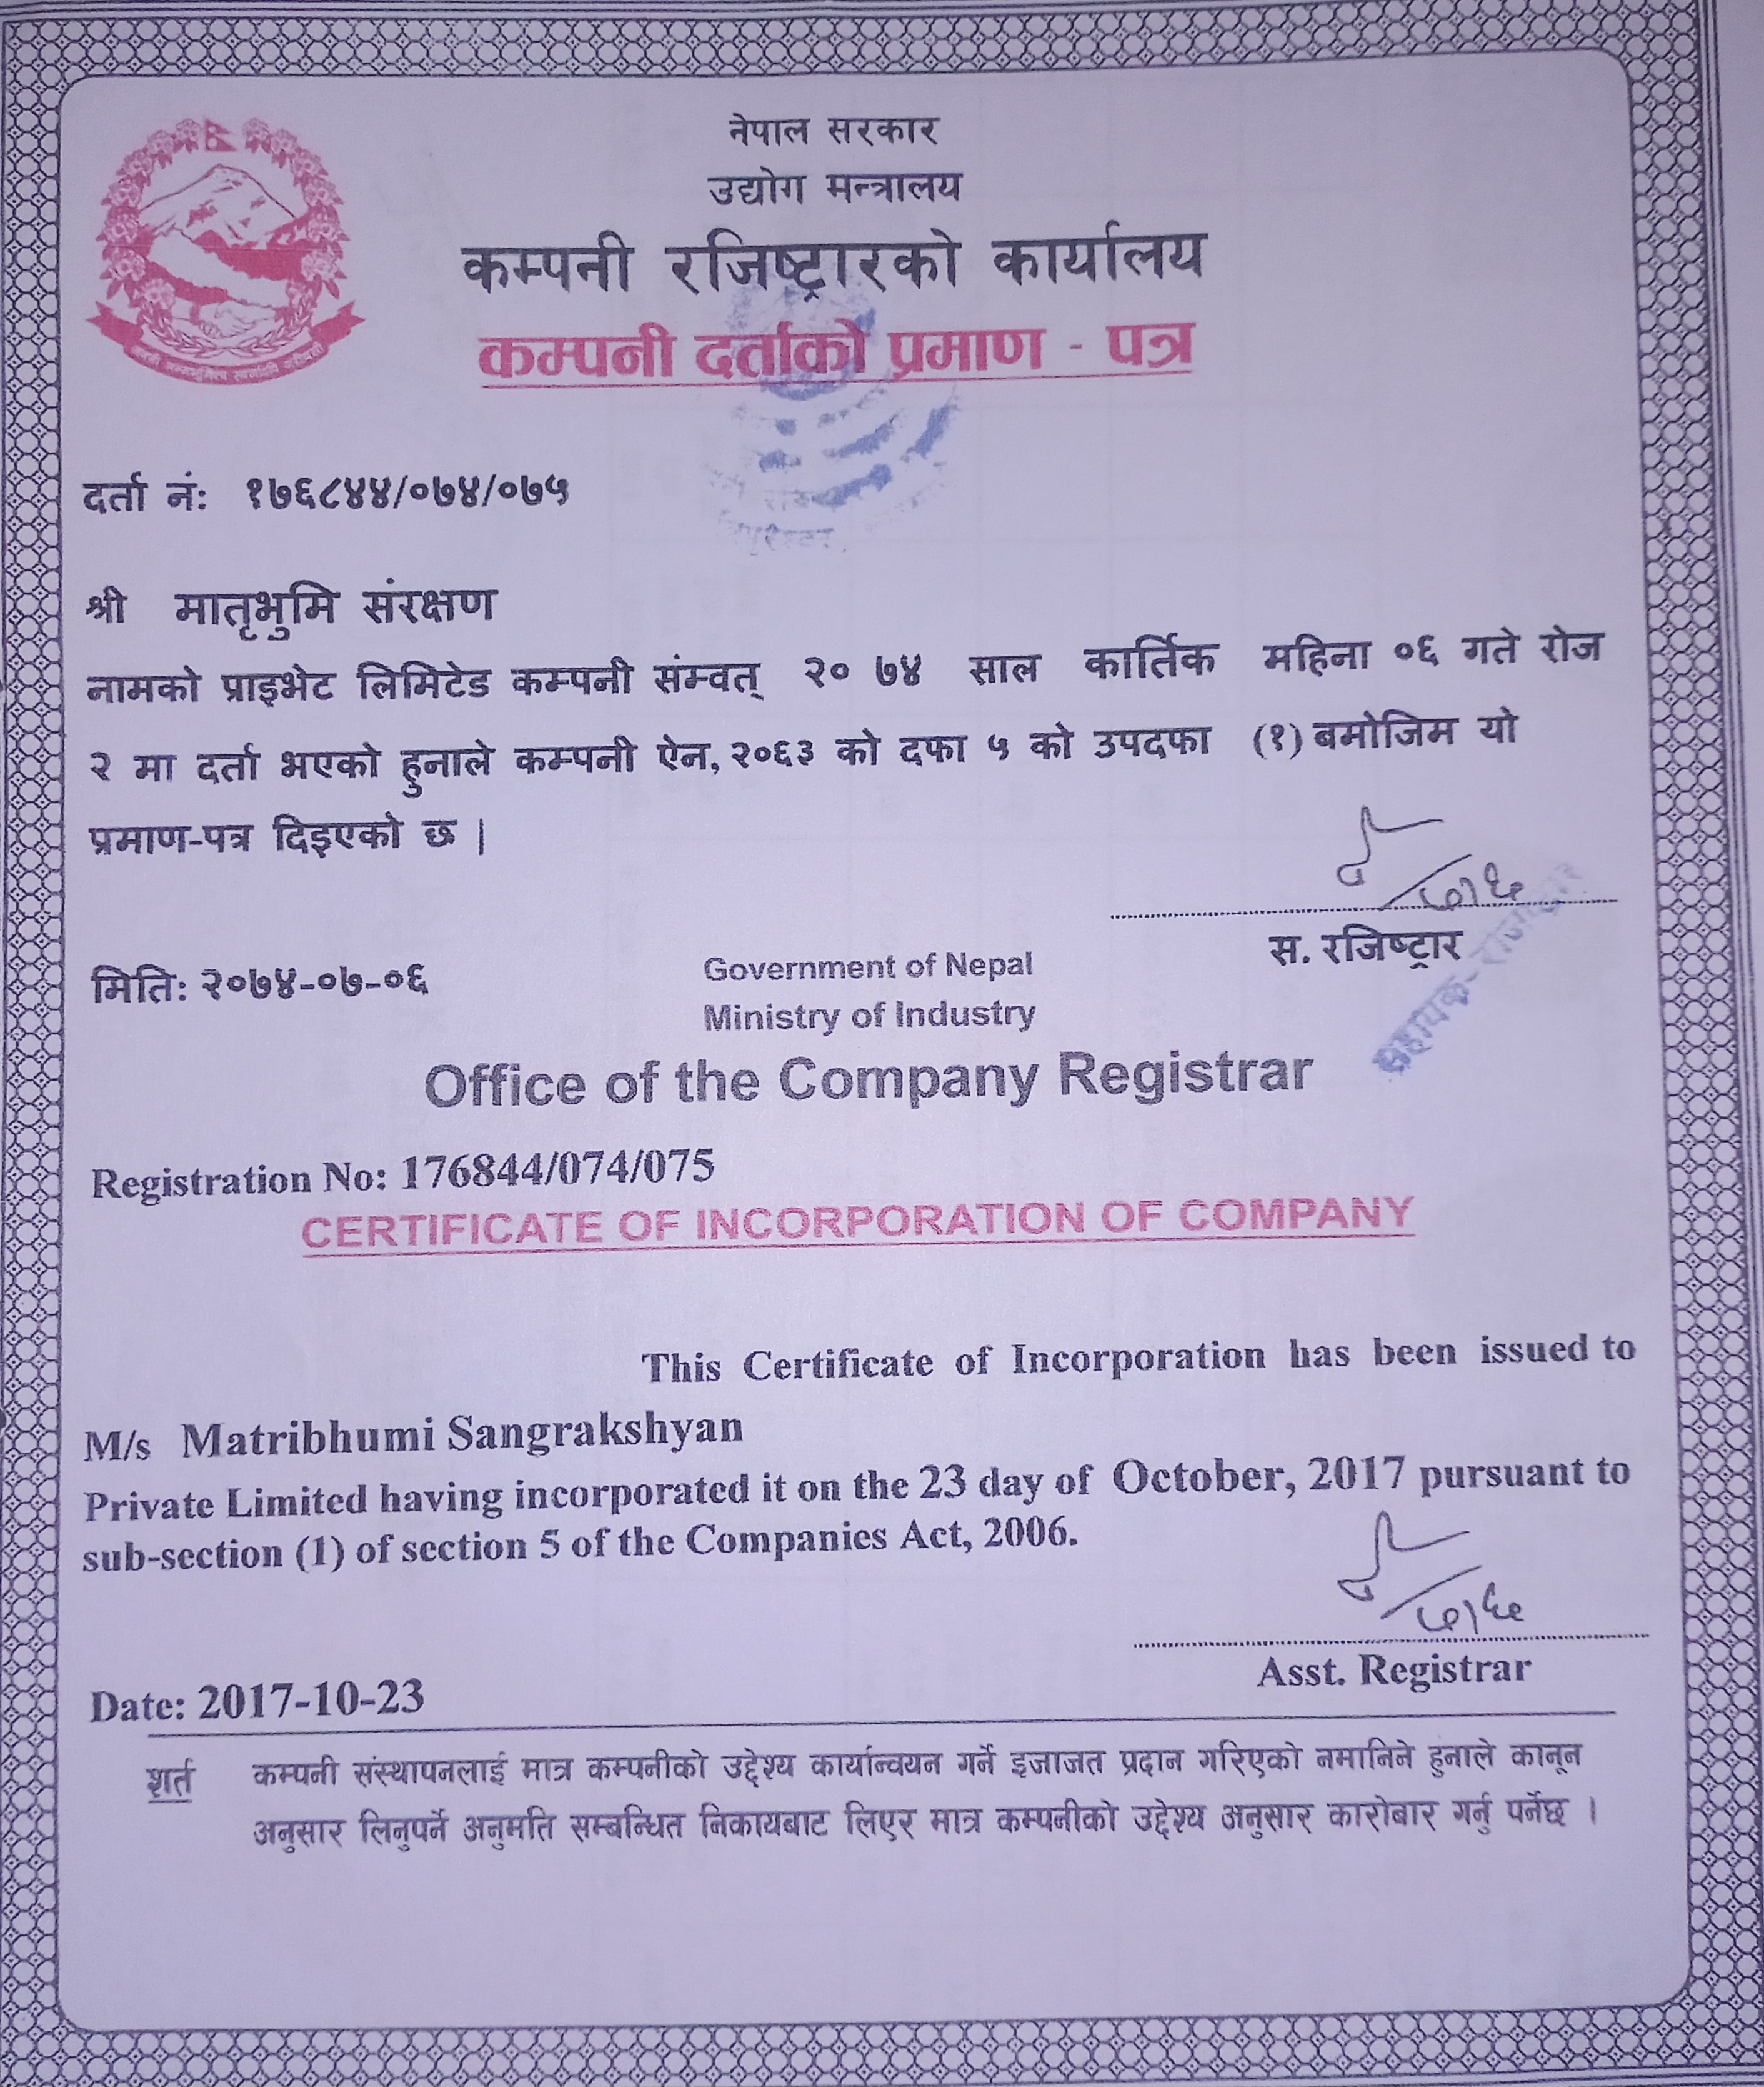 नेपाल सरकार
उद्योग मन्त्रालय
कम्पनी रजिष्ट्रारको कार्यालय
कम्पनी दर्ताको प्रमाण - पत्र
दर्ता नं: १७६८४४/०७४/०७५
श्री मातृभुमि संरक्षण
नामको प्राइभेट लिमिटेड कम्पनी संम्वत् २० ७४ साल कार्तिक महिना ०६ गते रोज
२ मा दर्ता भएको हुनाले कम्पनी ऐन, २०६३ को दफा ५ को उपदफा (१) बमोजिम यो
प्रमाण-पत्र दिइएको छ |
स. रजिष्ट्रार
मिति: २०७४-०७-०६
Government of Nepal
Ministry of Industry
Office of the Company Registrar
Registration No: 176844/074/075
CERTIFICATE OF INCORPORATION OF COMPANY
This Certificate of Incorporation has been issued to
M/s Matribhumi Sangrakshyan
Private Limited having incorporated it on the 23 day of October, 2017 pursuant to
sub-section (1) of section 5 of the Companies Act, 2006.
Asst. Registrar
Date: 2017-10-23
शर्त कम्पनी संस्थापनलाई मात्र कम्पनीको उद्देश्य कार्यान्वयन गर्ने इजाजत प्रदान गरिएको नमानिने हुनाले कानून
अनुसार लिनुपर्ने अनुमति सम्बन्धित निकायबाट लिएर मात्र कम्पनीको उद्देश्य अनुसार कारोबार गर्नु पर्नेछ ।